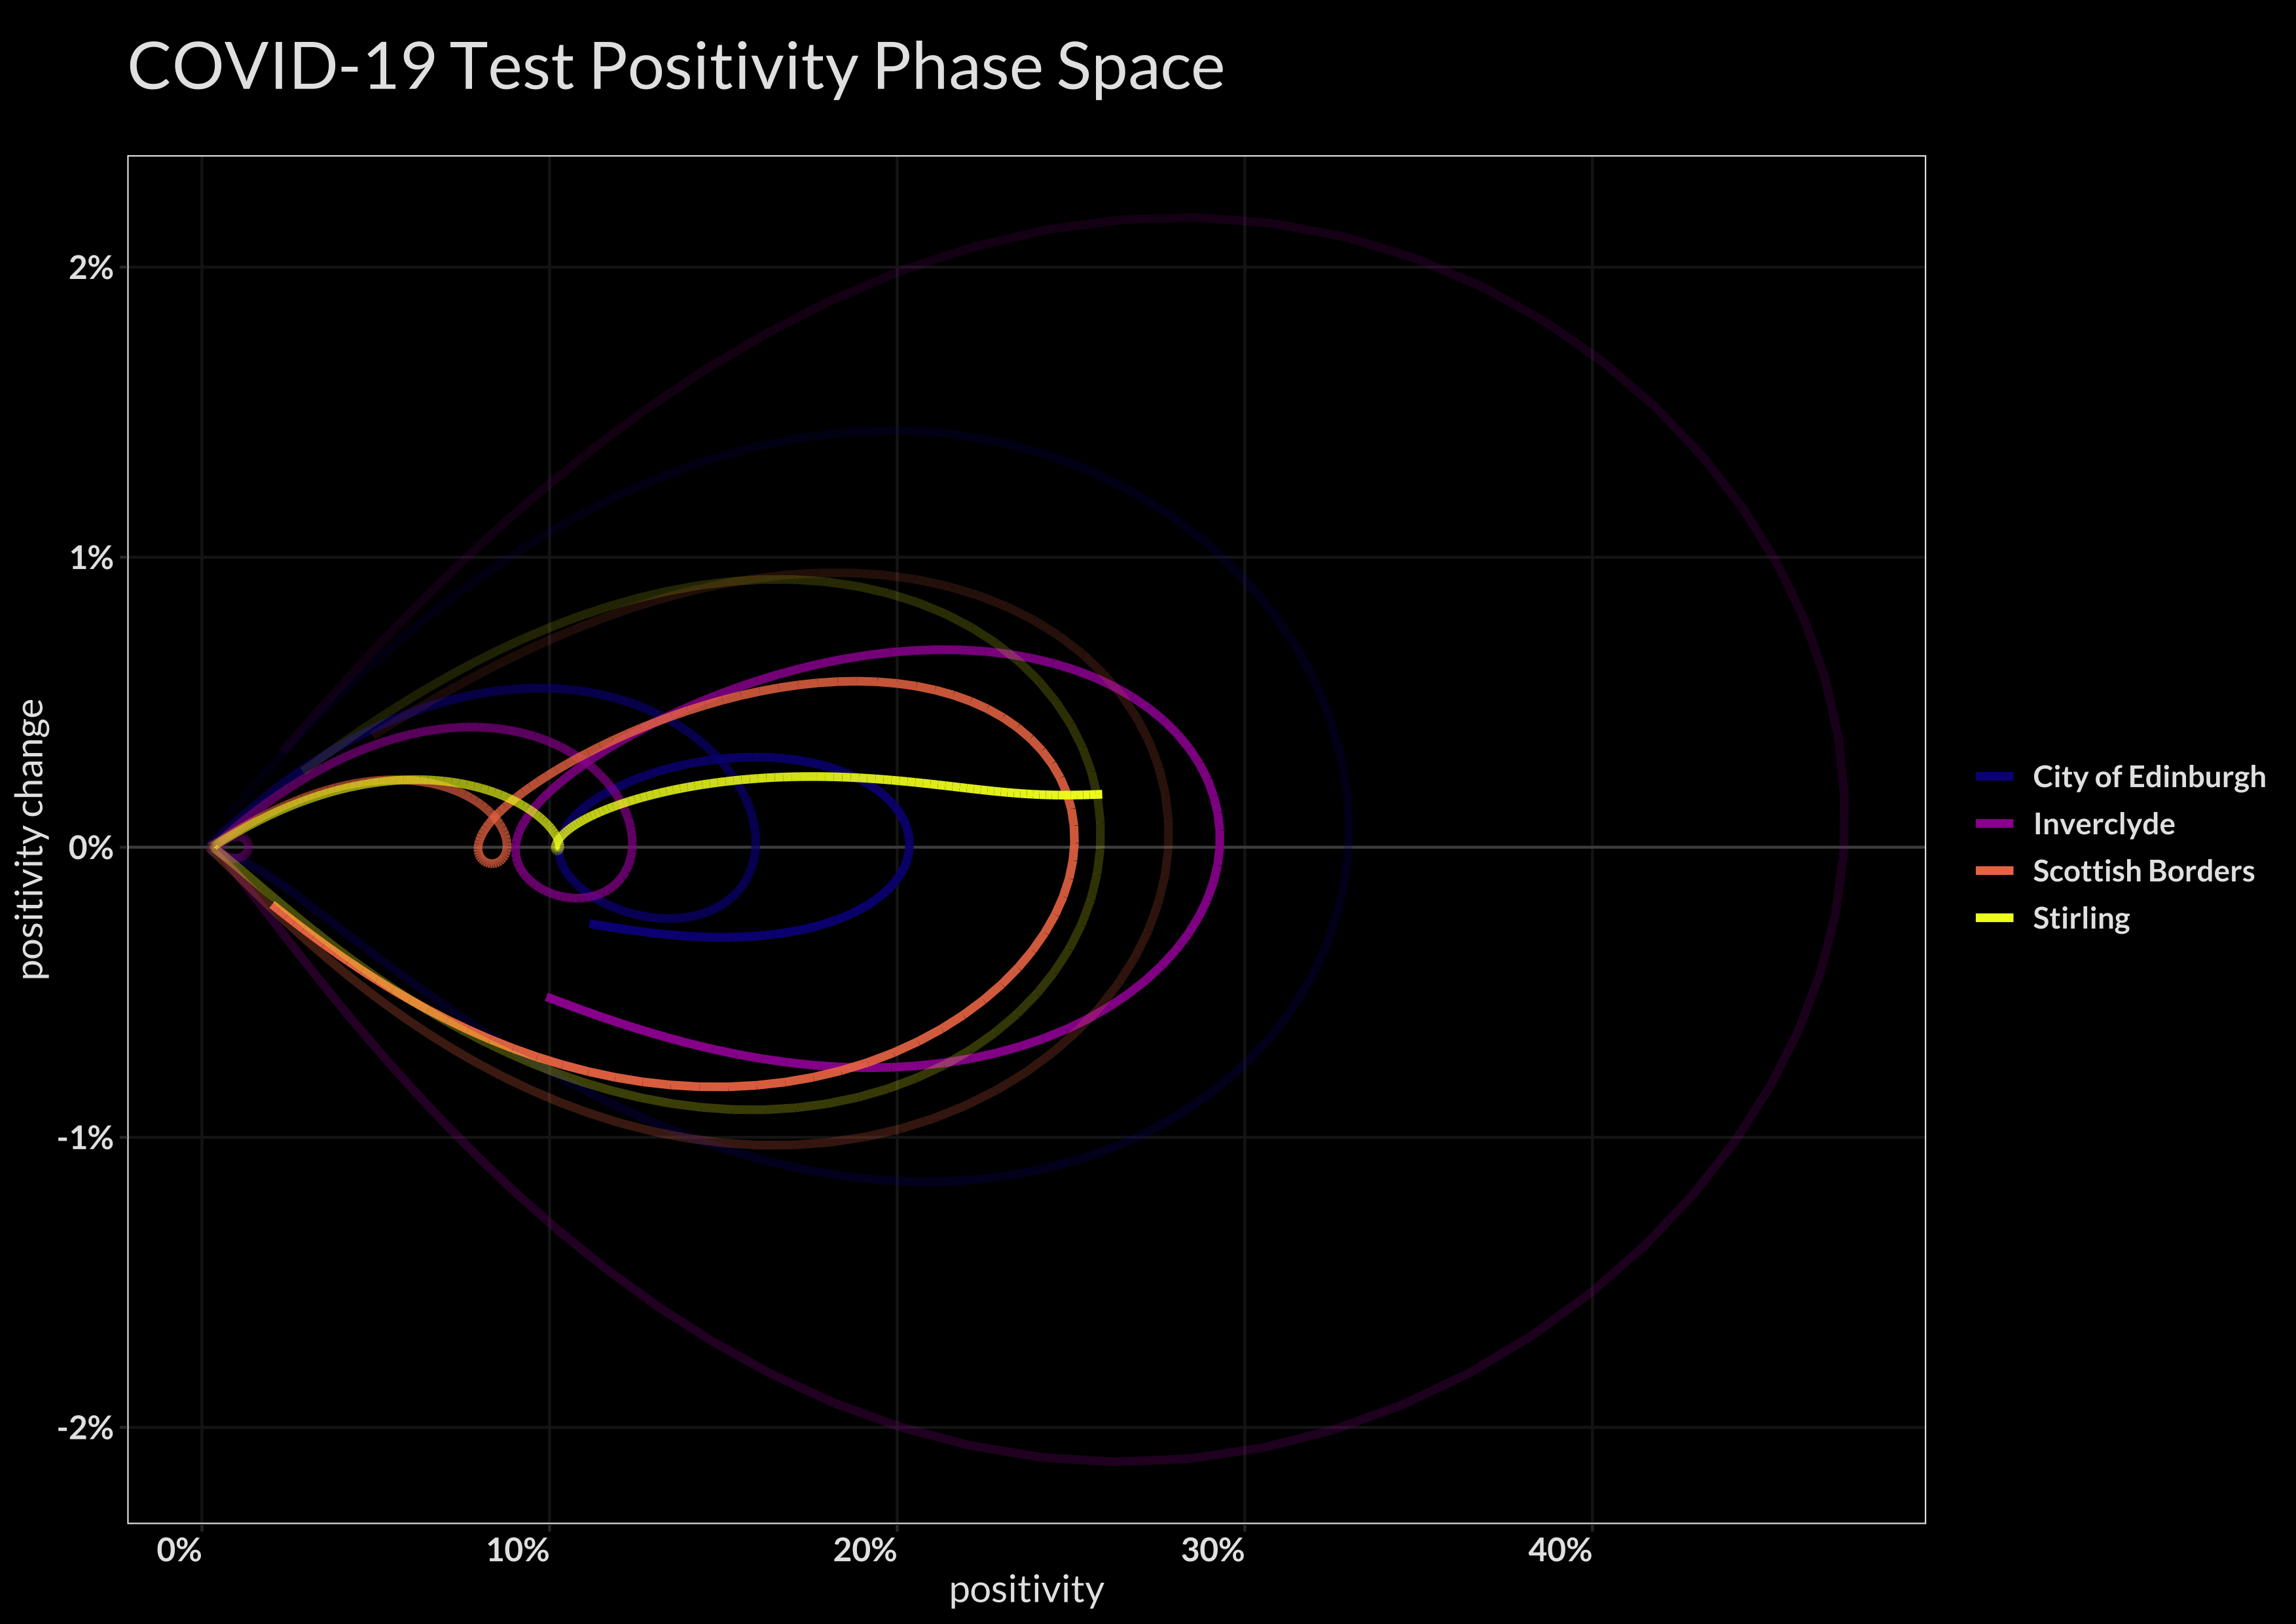 COVID-19 Test Positivity Phase Space
positivity change
2%
1%
0%
-1%
-2%
0%
10%
20%
30%
40%
positivity
City of Edinburgh
Inverclyde
Scottish Borders
Stirling